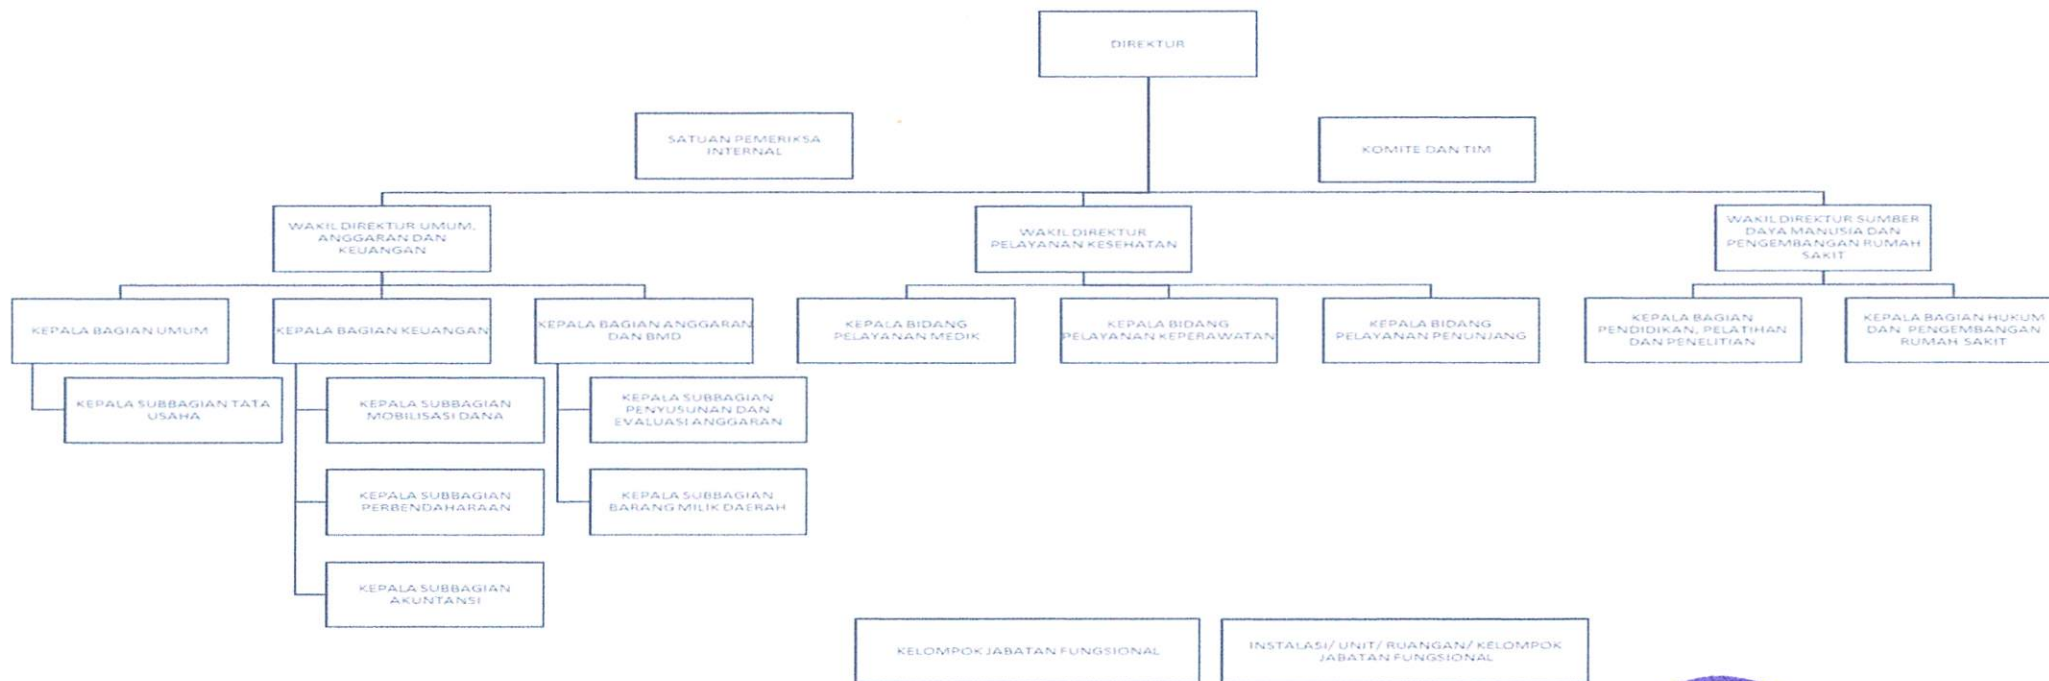 DIREKTUR
SATUAN PEMERIKSA
INTERNAL
KOMITE DAN TIM
WAKIL DIREKTUR UMUM,
ANGGARAN DAN
KEUANGAN
WAKIL DIREKTUR
PELAYANAN KESEHATAN
WAKIL DIREKTUR SUMBER
DAYA MANUSIA DAN
PENGEMBANGAN RUMAH
SAKIT
KEPALA BAGIAN UMUM
KEPALA BAGIAN KEUANGAN
KEPALA BAGIAN ANGGARAN
DAN BMD
KEPALA BIDANG
PELAYANAN MEDIK
KEPALA BIDANG
PELAYANAN KEPERAWATAN
KEPALA BIDANG
PELAYANAN PENUNJANG
KEPALA BAGIAN
PENDIDIKAN, PELATIHAN
DAN PENELITIAN
KEPALA BAGIAN HUKUM
DAN PENGEMBANGAN
RUMAH SAKIT
KEPALA SUBBAGIAN TATA
USAHA
KEPALA SUBBAGIAN
MOBILISASI DANA
KEPALA SUBBAGIAN
PENYUSUNAN DAN
EVALUASI ANGGARAN
KEPALA SUBBAGIAN
PERBENDAHARAAN
KEPALA SUBBAGIAN
BARANG MILIK DAERAH
KEPALA SUBBAGIAN
AKUNTANSI
KELOMPOK JABATAN FUNGSIONAL
INSTALASI/ UNIT/ RUANGAN/ KELOMPOK
JABATAN FUNGSIONAL